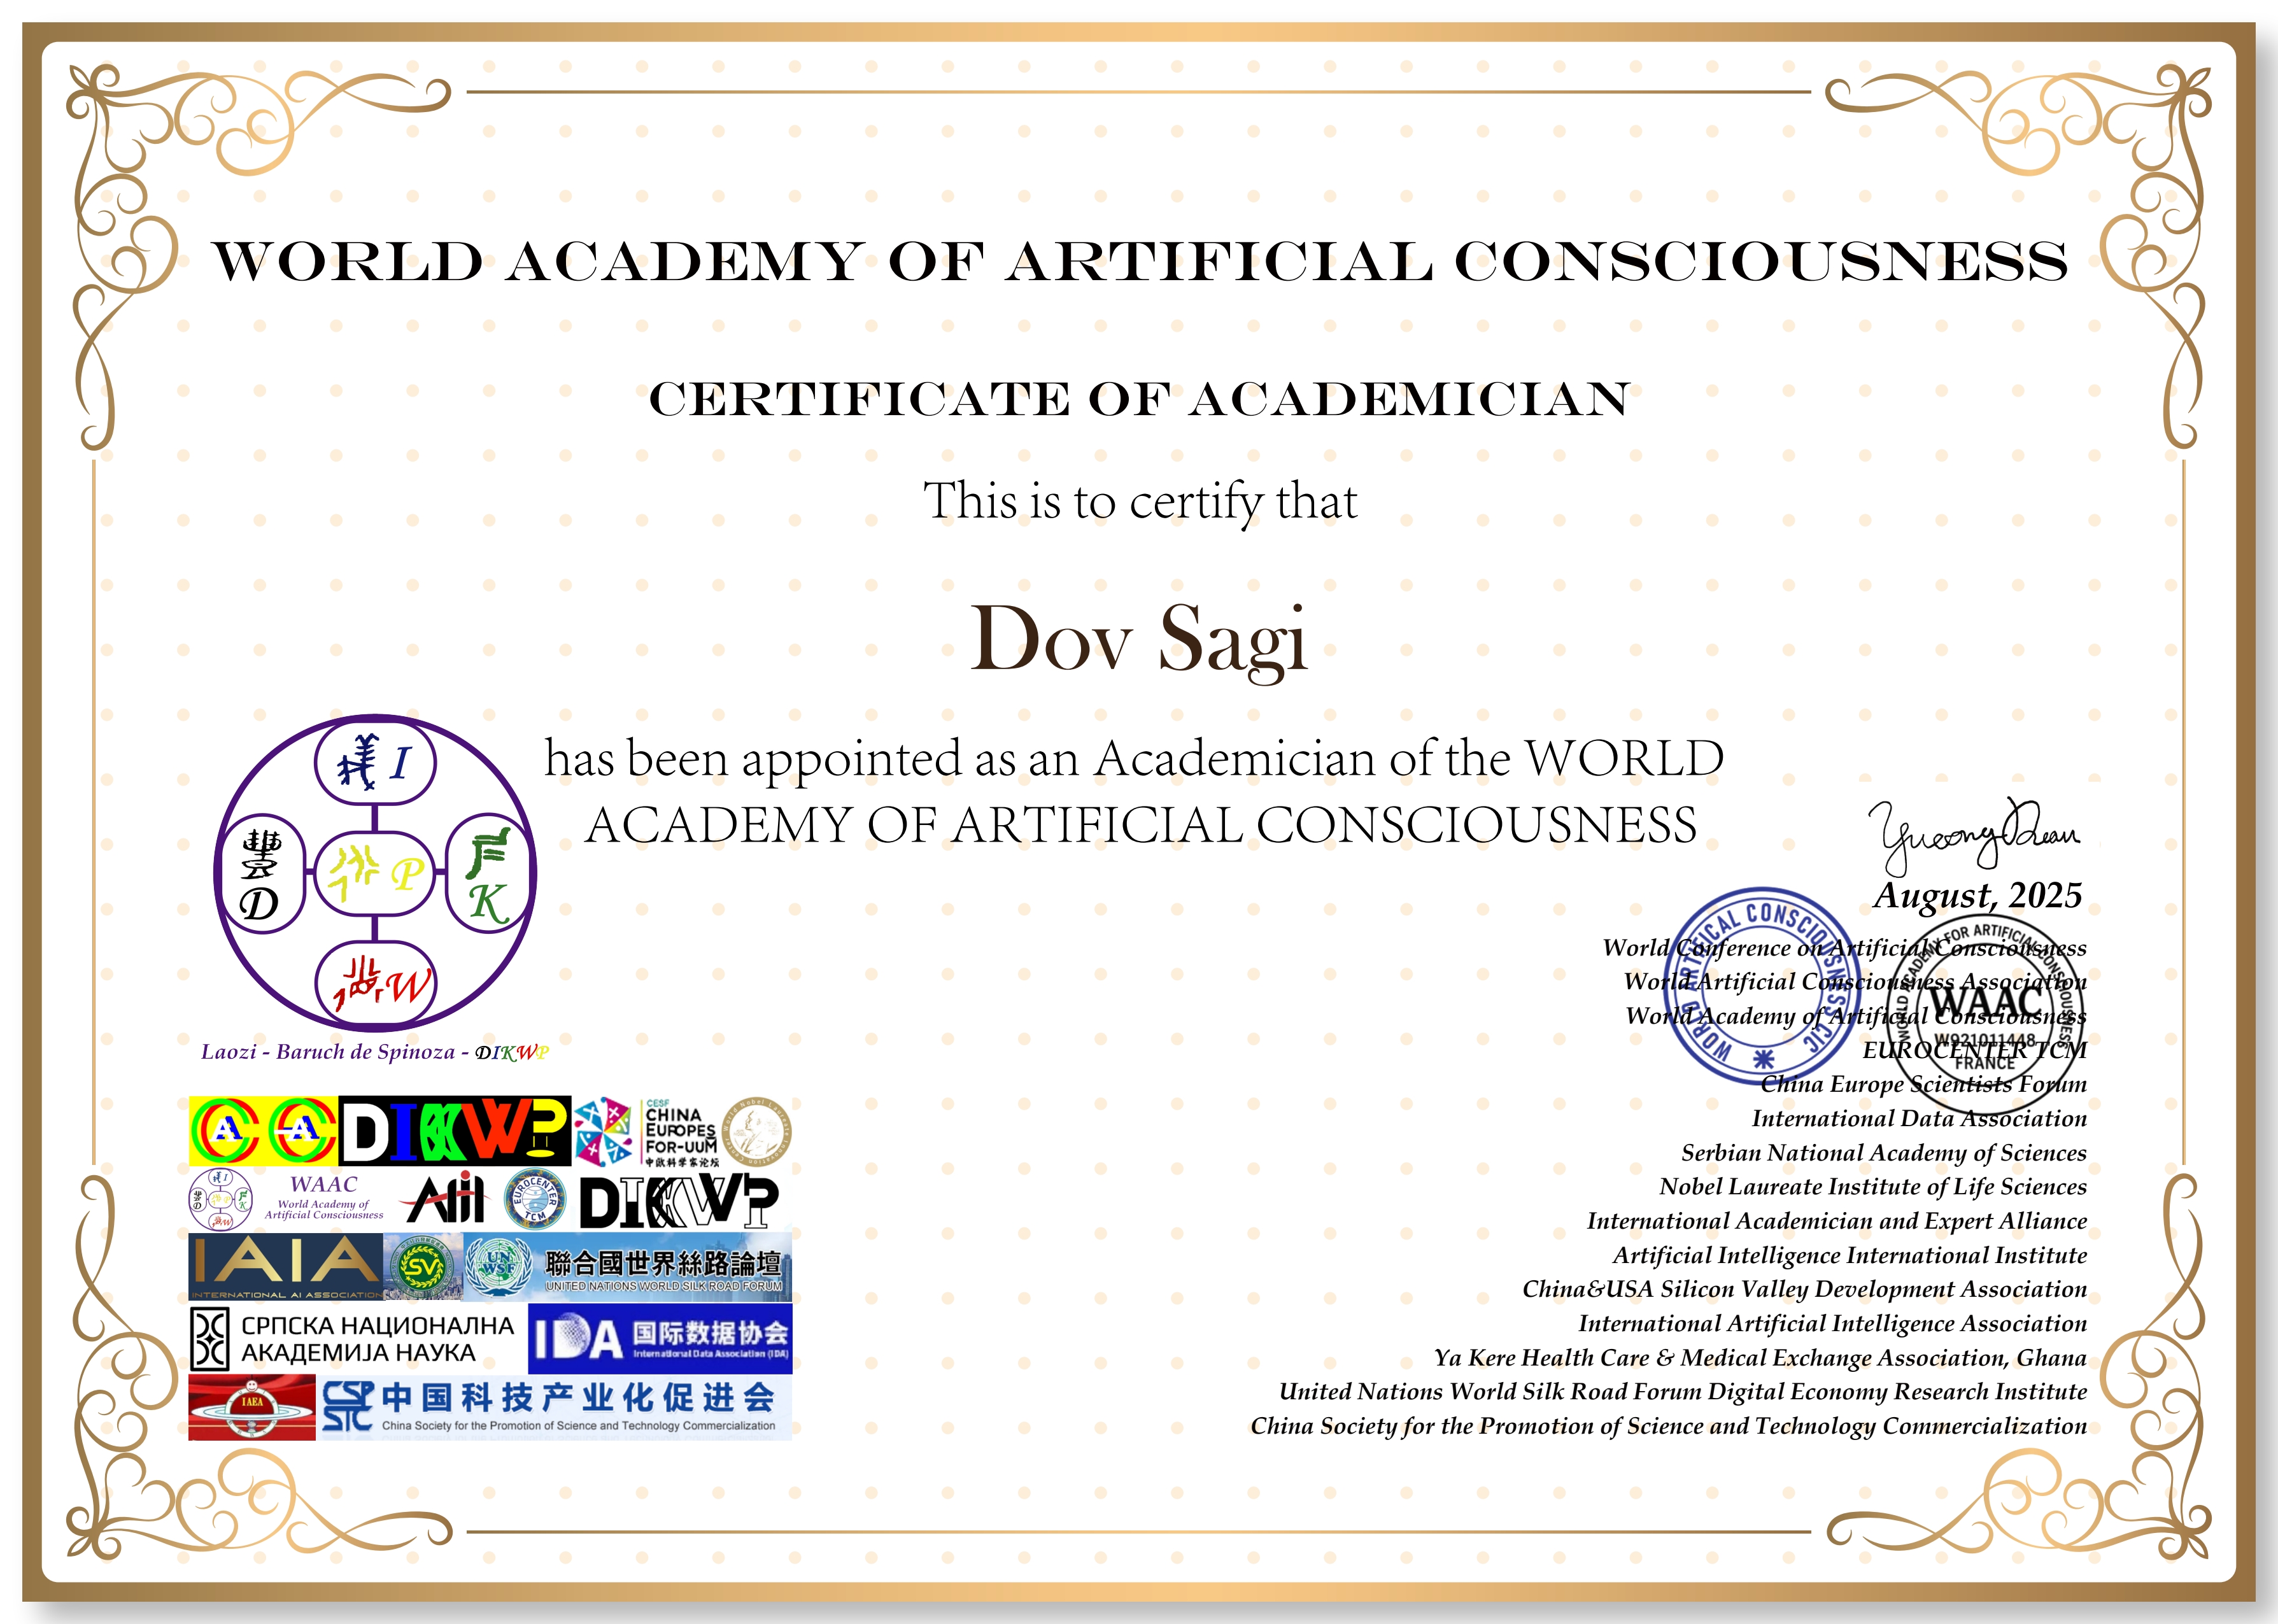 WORLD ACADEMY OF ARTIFICIAL CONSCIOUSNESS
CERTIFICATE OF ACADEMICIAN
This is to certify that
Dov Sagi
has been appointed as an Academician of the WORLD
ACADEMY OF ARTIFICIAL CONSCIOUSNESS
I
D
P
K
W
Laozi - Baruch de Spinoza - DIKWP
August, 2025
World Conference on Artificial Consciousness
World Artificial Consciousness Association
World Academy of Artificial Consciousness
EUROCENTER TCM
China Europe Scientists Forum
International Data Association
Serbian National Academy of Sciences
Nobel Laureate Institute of Life Sciences
International Academician and Expert Alliance
Artificial Intelligence International Institute
China&USA Silicon Valley Development Association
International Artificial Intelligence Association
Ya Kere Health Care & Medical Exchange Association, Ghana
United Nations World Silk Road Forum Digital Economy Research Institute
China Society for the Promotion of Science and Technology Commercialization
WORLD ARTIFICAL CONSCIOUSNESS CIC
WORLD ACADEMY FOR ARTIFICIAL CONSCIOUSNESS
WAAC
W921011448
FRANCE
DIKWP
CESF
CHINA
EUROPES
FOR-UUM
中欧科学家论坛
WAAC
World Academy of
Artificial Consciousness
AIII
EUROCENTER
TCM
DIKWP
IAIA
INTERNATIONAL AI ASSOCIATION
SV
UN
WSF
聯合國世界絲路論壇
UNITED NATIONS WORLD SILK ROAD FORUM
СРПСКА НАЦИОНАЛНА
АКАДЕМИЈА НАУКА
IDA
国际数据协会
International Data Association (IDA)
IAEA
CSP
STC
中国科技产业化促进会
China Society for the Promotion of Science and Technology Commercialization